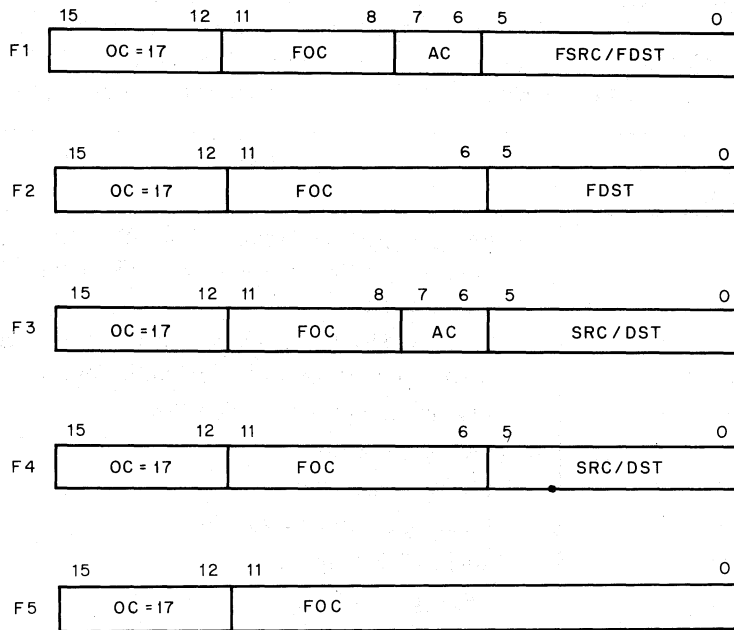 15 12 11 8 7 6 5 0
F1 OC = 17 FOC AC FSRC/FDST
15 12 11 6 5 0
F2 OC = 17 FOC FDST
15 12 11 8 7 6 5 0
F3 OC = 17 FOC AC SRC/DST
15 12 11 6 5 0
F4 OC = 17 FOC SRC/DST
15 12 11 0
F5 OC = 17 FOC